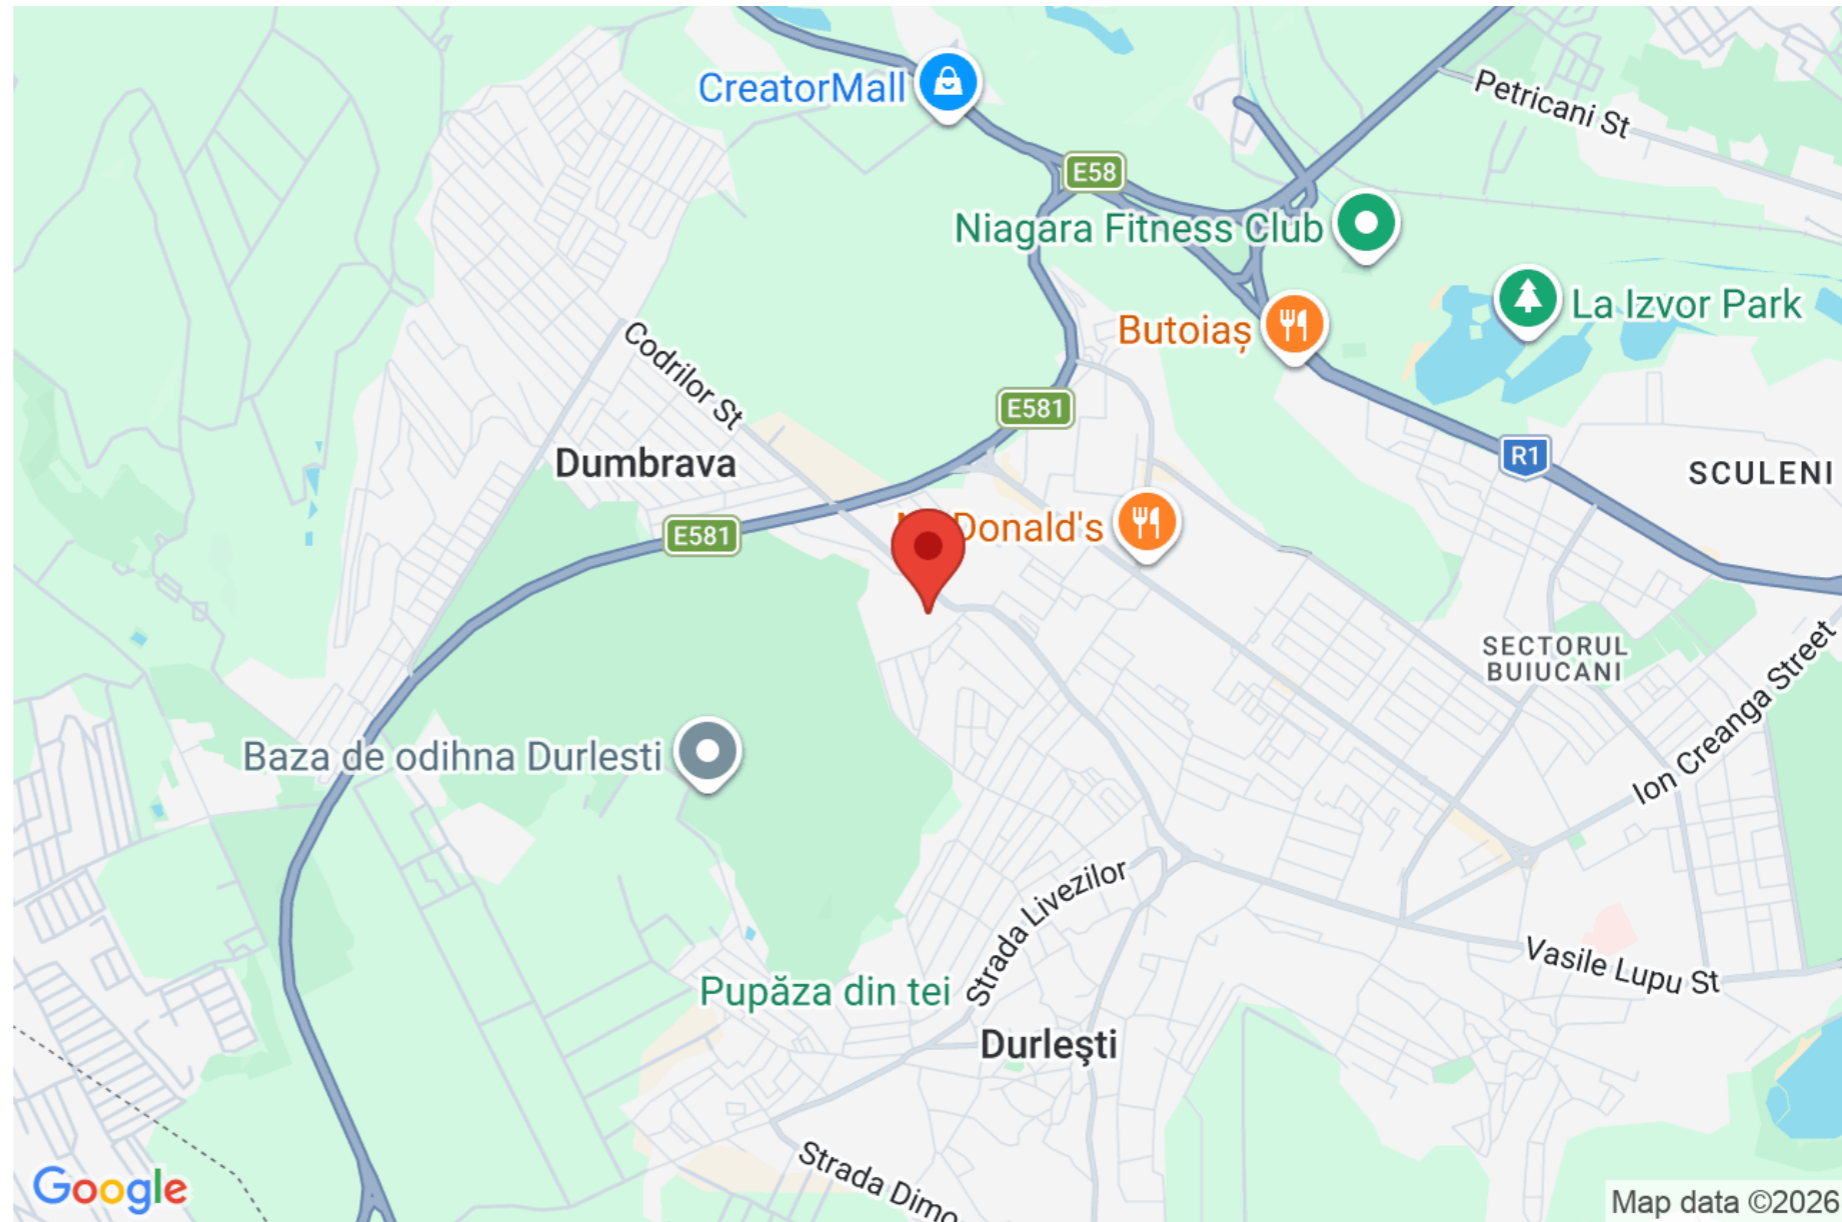 CreatorMall
E58
Petricani St
Niagara Fitness Club
La Izvor Park
Butoiaș
Codrilor St
E581
Dumbrava
R1
SCULENI
Donald's
E581
SECTORUL
BUIUCANI
Ion Creanga Street
Baza de odihna Durlesti
Strada Livezilor
Vasile Lupu St
Pupăza din tei
Durleşti
Strada Dimo
Google
Map data ©2026